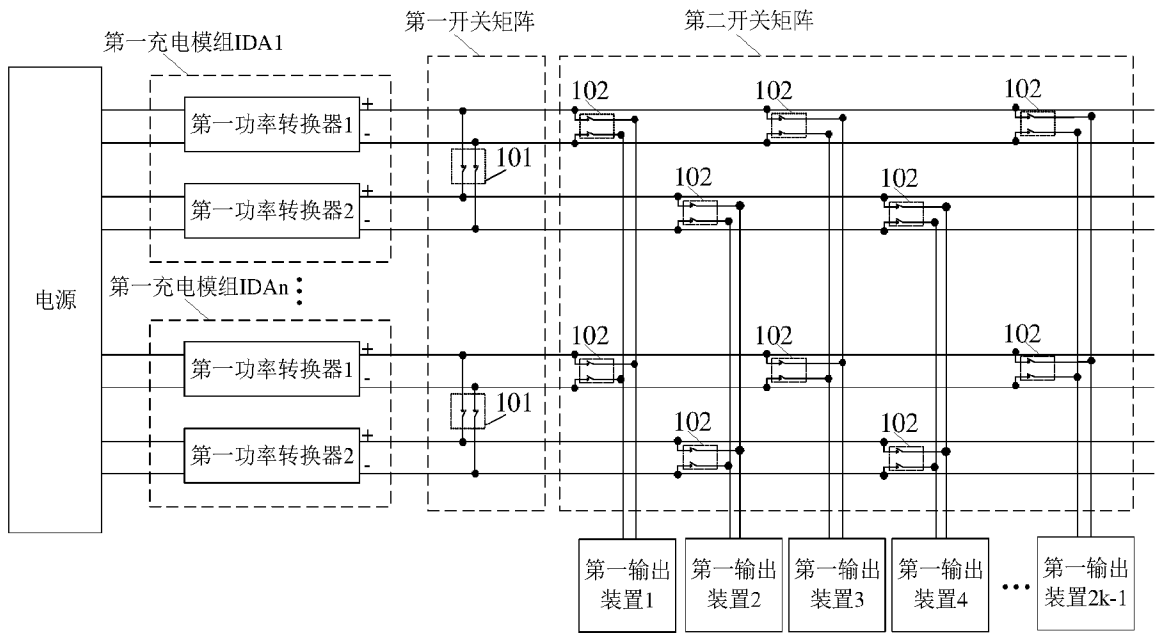 第一开关矩阵
第二开关矩阵
第一充电模组IDA1
第一功率转换器1
+
-
102
102
102
101
第一功率转换器2
+
-
102
102
电源
第一充电模组IDAn
第一功率转换器1
+
-
102
102
102
101
第一功率转换器2
+
-
102
102
第一输出
装置1
第一输出
装置2
第一输出
装置3
第一输出
装置4
第一输出
装置2k-1